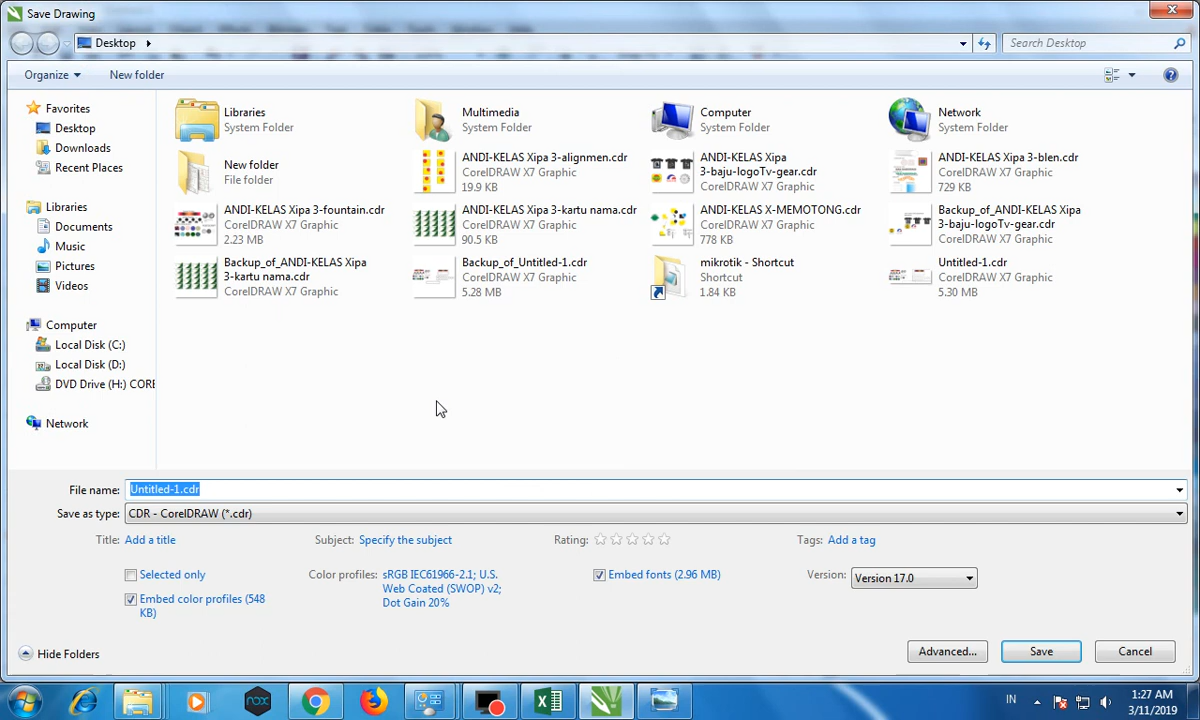 Save Drawing
Desktop
Search Desktop
Organize
New folder
Favorites
Desktop
Downloads
Recent Places
Libraries
Documents
Music
Pictures
Videos
Computer
Local Disk (C:)
Local Disk (D:)
DVD Drive (H:) CORE
Network
Libraries
System Folder
Multimedia
System Folder
Computer
System Folder
Network
System Folder
New folder
File folder
ANDI-KELAS Xipa 3-alignmen.cdr
CorelDRAW X7 Graphic
19.9 KB
ANDI-KELAS Xipa
3-baju-logoTv-gear.cdr
CorelDRAW X7 Graphic
ANDI-KELAS Xipa 3-blen.cdr
CorelDRAW X7 Graphic
729 KB
ANDI-KELAS Xipa 3-fountain.cdr
CorelDRAW X7 Graphic
2.23 MB
ANDI-KELAS Xipa 3-kartu nama.cdr
CorelDRAW X7 Graphic
90.5 KB
ANDI-KELAS X-MEMOTONG.cdr
CorelDRAW X7 Graphic
778 KB
Backup_of_ANDI-KELAS Xipa
3-baju-logoTv-gear.cdr
CorelDRAW X7 Graphic
Backup_of_ANDI-KELAS Xipa
3-kartu nama.cdr
CorelDRAW X7 Graphic
Backup_of_Untitled-1.cdr
CorelDRAW X7 Graphic
5.28 MB
mikrotik - Shortcut
Shortcut
1.84 KB
Untitled-1.cdr
CorelDRAW X7 Graphic
5.30 MB
File name: Untitled-1.cdr
Save as type: CDR - CorelDRAW (*.cdr)
Title: Add a title
Subject: Specify the subject
Rating:
Tags: Add a tag
Selected only
Embed color profiles (548
KB)
Color profiles: sRGB IEC61966-2.1; U.S.
Web Coated (SWOP) v2;
Dot Gain 20%
Embed fonts (2.96 MB)
Version: Version 17.0
Hide Folders
Advanced...
Save
Cancel
nox
IN
1:27 AM
3/11/2019